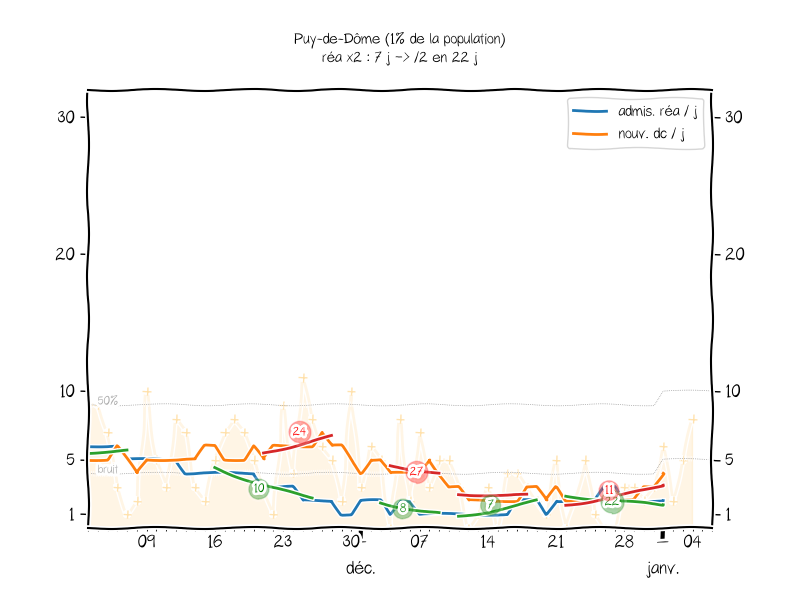 Puy-de-Dôme (1% de la population)
réa x2 : 7 j -> /2 en 22 j
admis. réa / j
nouv. dc / j
30 30
20 20
10 10
50%
24
5 5
bruit
27
10
11
22
8
7
1 1
09 16 23 30 07 14 21 28 04
déc. janv.